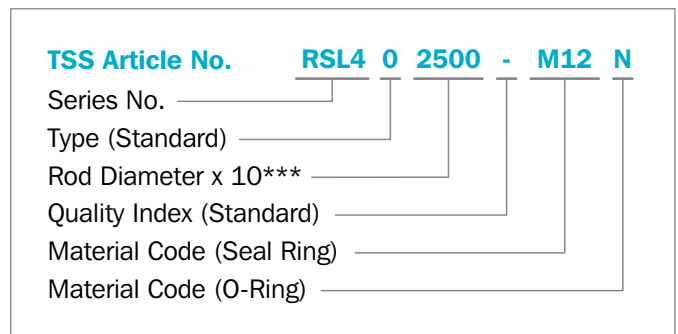 TSS Article No. RSL4 0 2500 - M12 N
Series No.
Type (Standard)
Rod Diameter x 10***
Quality Index (Standard)
Material Code (Seal Ring)
Material Code (O-Ring)